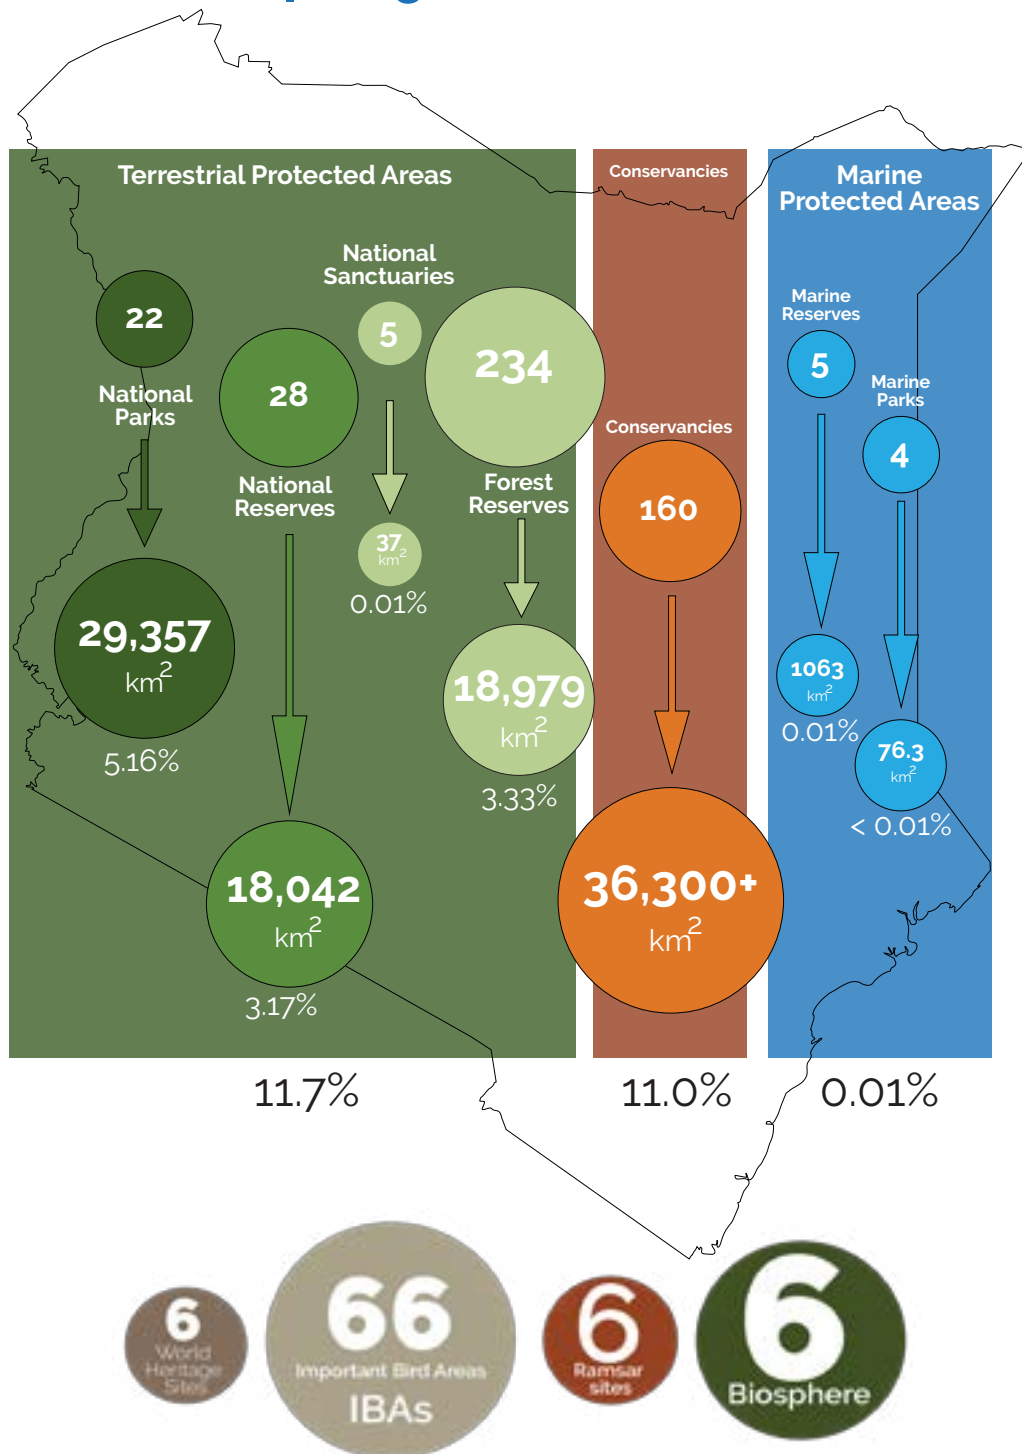 Terrestrial Protected Areas
22
National
Parks
29,357
km²
5.16%
28
National
Reserves
18,042
km²
3.17%
National
Sanctuaries
5
37
km²
0.01%
234
Forest
Reserves
18,979
km²
3.33%
11.7%
Conservancies
Conservancies
160
36,300+
km²
11.0%
Marine
Protected Areas
Marine
Reserves
5
1063
km²
0.01%
Marine
Parks
4
76.3
km²
< 0.01%
0.01%
6
World
Heritage
Sites
66
Important Bird Areas
IBAs
6
Ramsar
sites
6
Biosphere